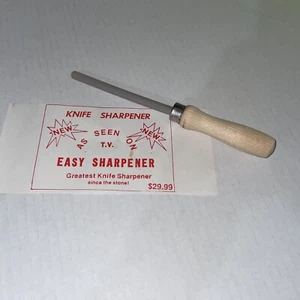 KNIFE SHARPENER
NEW
AS SEEN ON
NEW
T.V.
EASY SHARPENER
Greatest Knife Sharpener
since the stone!
$29.99